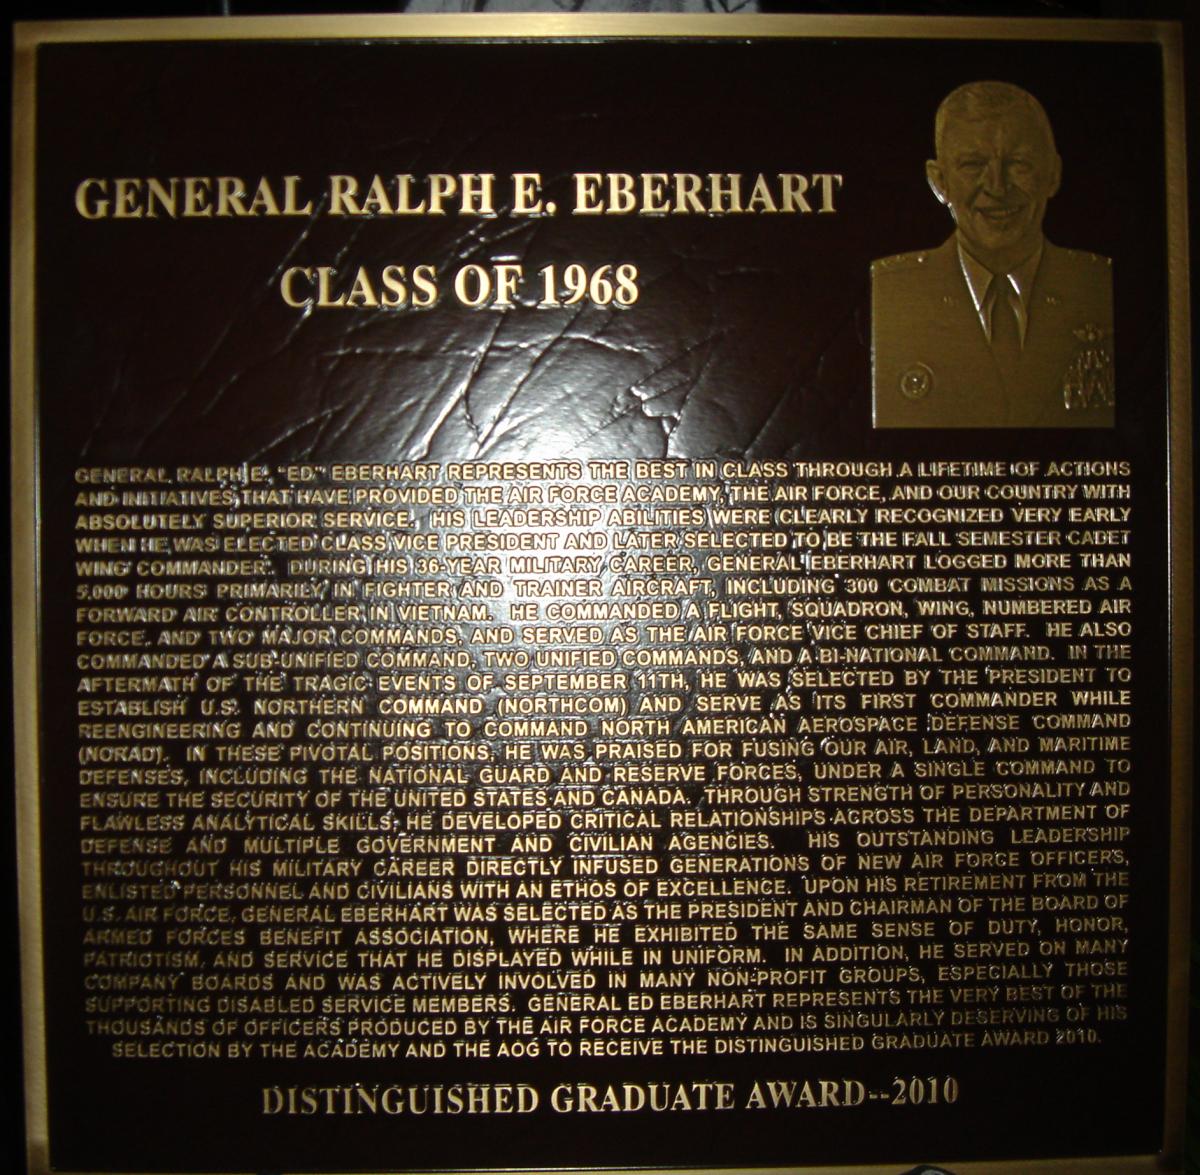 GENERAL RALPH E. EBERHART
CLASS OF 1968
GENERAL RALPH E. "ED" EBERHART REPRESENTS THE BEST IN CLASS THROUGH A LIFETIME OF ACTIONS
AND INITIATIVES THAT HAVE PROVIDED THE AIR FORCE ACADEMY, THE AIR FORCE, AND OUR COUNTRY WITH
ABSOLUTELY SUPERIOR SERVICE. HIS LEADERSHIP ABILITIES WERE CLEARLY RECOGNIZED VERY EARLY
WHEN HE WAS ELECTED CLASS VICE PRESIDENT AND LATER SELECTED TO BE THE FALL SEMESTER CADET
WING COMMANDER. DURING HIS 36-YEAR MILITARY CAREER, GENERAL EBERHART LOGGED MORE THAN
5,000 HOURS PRIMARILY IN FIGHTER AND TRAINER AIRCRAFT, INCLUDING 300 COMBAT MISSIONS AS A
FORWARD AIR CONTROLLER IN VIETNAM. HE COMMANDED A FLIGHT, SQUADRON, WING, NUMBERED AIR
FORCE, AND TWO MAJOR COMMANDS, AND SERVED AS THE AIR FORCE VICE CHIEF OF STAFF. HE ALSO
COMMANDED A SUB-UNIFIED COMMAND, TWO UNIFIED COMMANDS, AND A BI-NATIONAL COMMAND. IN THE
AFTERMATH OF THE TRAGIC EVENTS OF SEPTEMBER 11TH, HE WAS SELECTED BY THE PRESIDENT TO
ESTABLISH U.S. NORTHERN COMMAND (NORTHCOM) AND SERVE AS ITS FIRST COMMANDER WHILE
REENGINEERING AND CONTINUING TO COMMAND NORTH AMERICAN AEROSPACE DEFENSE COMMAND
(NORAD). IN THESE PIVOTAL POSITIONS, HE WAS PRAISED FOR FUSING OUR AIR, LAND, AND MARITIME
DEFENSES, INCLUDING THE NATIONAL GUARD AND RESERVE FORCES, UNDER A SINGLE COMMAND TO
ENSURE THE SECURITY OF THE UNITED STATES AND CANADA. THROUGH STRENGTH OF PERSONALITY AND
FLAWLESS ANALYTICAL SKILLS, HE DEVELOPED CRITICAL RELATIONSHIPS ACROSS THE DEPARTMENT OF
DEFENSE AND MULTIPLE GOVERNMENT AND CIVILIAN AGENCIES. HIS OUTSTANDING LEADERSHIP
THROUGHOUT HIS MILITARY CAREER DIRECTLY INFUSED GENERATIONS OF NEW AIR FORCE OFFICERS,
ENLISTED PERSONNEL AND CIVILIANS WITH AN ETHOS OF EXCELLENCE. UPON HIS RETIREMENT FROM THE
U.S. AIR FORCE, GENERAL EBERHART WAS SELECTED AS THE PRESIDENT AND CHAIRMAN OF THE BOARD OF
ARMED FORCES BENEFIT ASSOCIATION, WHERE HE EXHIBITED THE SAME SENSE OF DUTY, HONOR,
PATRIOTISM, AND SERVICE THAT HE DISPLAYED WHILE IN UNIFORM. IN ADDITION, HE SERVED ON MANY
COMPANY BOARDS AND WAS ACTIVELY INVOLVED IN MANY NON-PROFIT GROUPS, ESPECIALLY THOSE
SUPPORTING DISABLED SERVICE MEMBERS. GENERAL ED EBERHART REPRESENTS THE VERY BEST OF THE
THOUSANDS OF OFFICERS PRODUCED BY THE AIR FORCE ACADEMY AND IS SINGULARLY DESERVING OF HIS
SELECTION BY THE ACADEMY AND THE AOG TO RECEIVE THE DISTINGUISHED GRADUATE AWARD 2010.
DISTINGUISHED GRADUATE AWARD--2010